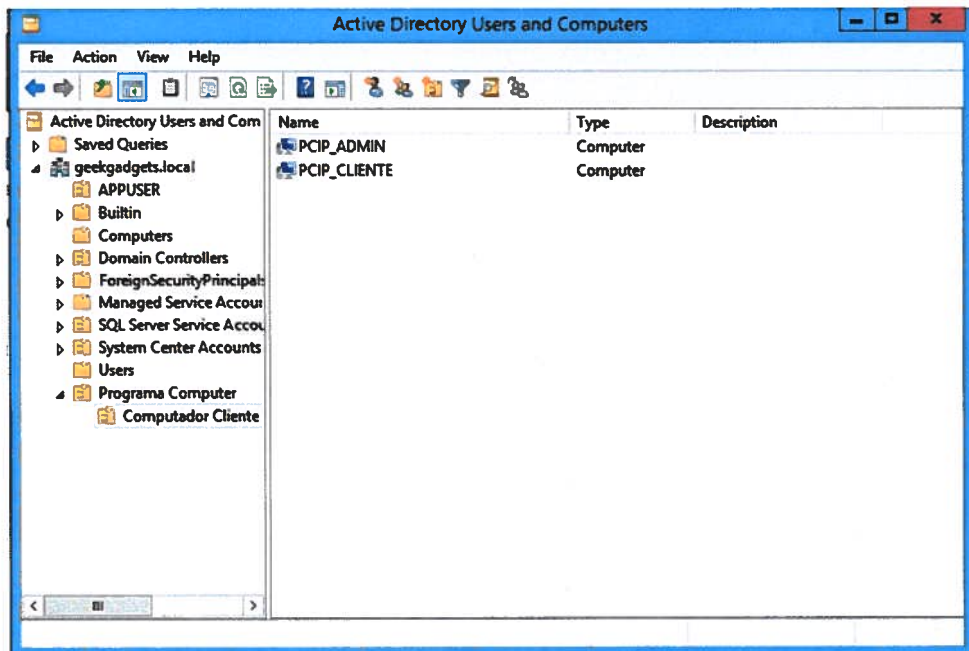 Active Directory Users and Computers
File Action View Help
Active Directory Users and Com
Name Type Description
Saved Queries
geekgadgets.local
APPUSER
Builtin
Computers
Domain Controllers
ForeignSecurityPrincipals
Managed Service Accou
SQL Server Service Accou
System Center Accounts
Users
Programa Computer
Computador Cliente
PCIP_ADMIN Computer
PCIP_CLIENTE Computer